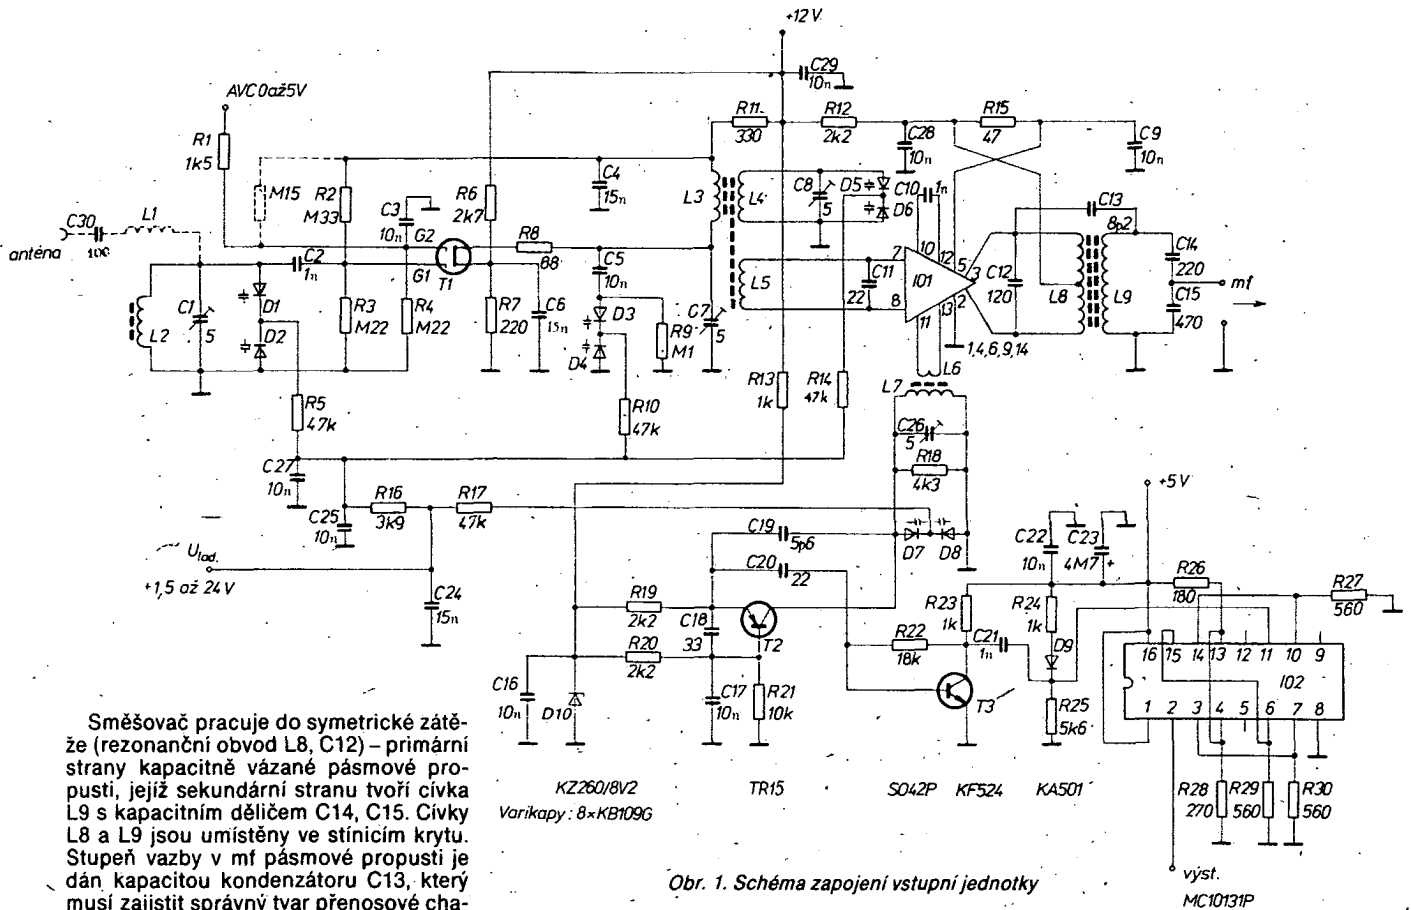 +12 V
C29
10n
AVC 0 až 5V
R1
1k5
R11
330
R12
2k2
R15
47
C28
10n
C9
10n
M15
R2
M33
C3
10n
G2
R6
2k7
C4
15n
L3
L4
C8
5
D5
D6
C10
1n
C30
100
L1
anténa
C2
1n
G1
T1
R8
68
C5
10n
L5
C11
22
7
8
10
12
5
3
IO1
2
13
11
1,4,6,9,14
C12
120
L8
C13
8p2
L9
C14
220
C15
470
mf
L2
C1
5
D1
D2
R3
M22
R4
M22
R7
220
C6
15n
D3
D4
R9
M1
C7
5
R13
1k
R14
47k
L6
L7
C26
5
R18
4k3
R5
47k
R10
47k
C27
10n
C25
10n
R16
3k9
R17
47k
C19
5p6
D7
D8
C20
22
C22
10n
C23
4M7
+
+5 V
R26
180
R27
560
U lad.
+1,5 až 24 V
C24
15n
R19
2k2
C18
33
T2
R20
2k2
R22
18k
R23
1k
C21
1n
R24
1k
D9
16 15 14 13 12 11 10 9
IO2
1 2 3 4 5 6 7 8
C16
10n
D10
C17
10n
R21
10k
T3
R25
5k6
R28
270
R29
560
R30
560
KZ260/8V2
TR15
SO42P
KF524
KA501
Varikapy : 8×KB109G
výst.
MC10131P
Obr. 1. Schéma zapojení vstupní jednotky
Směšovač pracuje do symetrické zátě-
že (rezonanční obvod L8, C12) – primární
strany kapacitně vázané pásmové pro-
pusti, jejíž sekundární stranu tvoří cívka
L9 s kapacitním děličem C14, C15. Cívky
L8 a L9 jsou umístěny ve stínicím krytu.
Stupeň vazby v mf pásmové propusti je
dán kapacitou kondenzátoru C13, který
musí zajistit správný tvar přenosové cha-